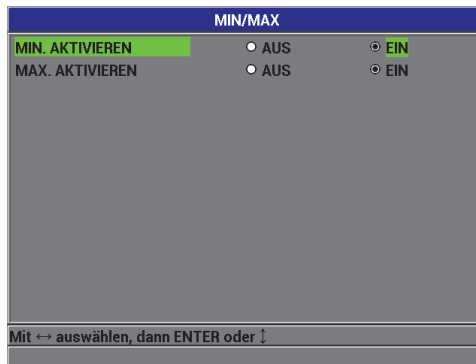 MIN/MAX
MIN. AKTIVIEREN AUS EIN
MAX. AKTIVIEREN AUS EIN
Mit ↔ auswählen, dann ENTER oder ↕